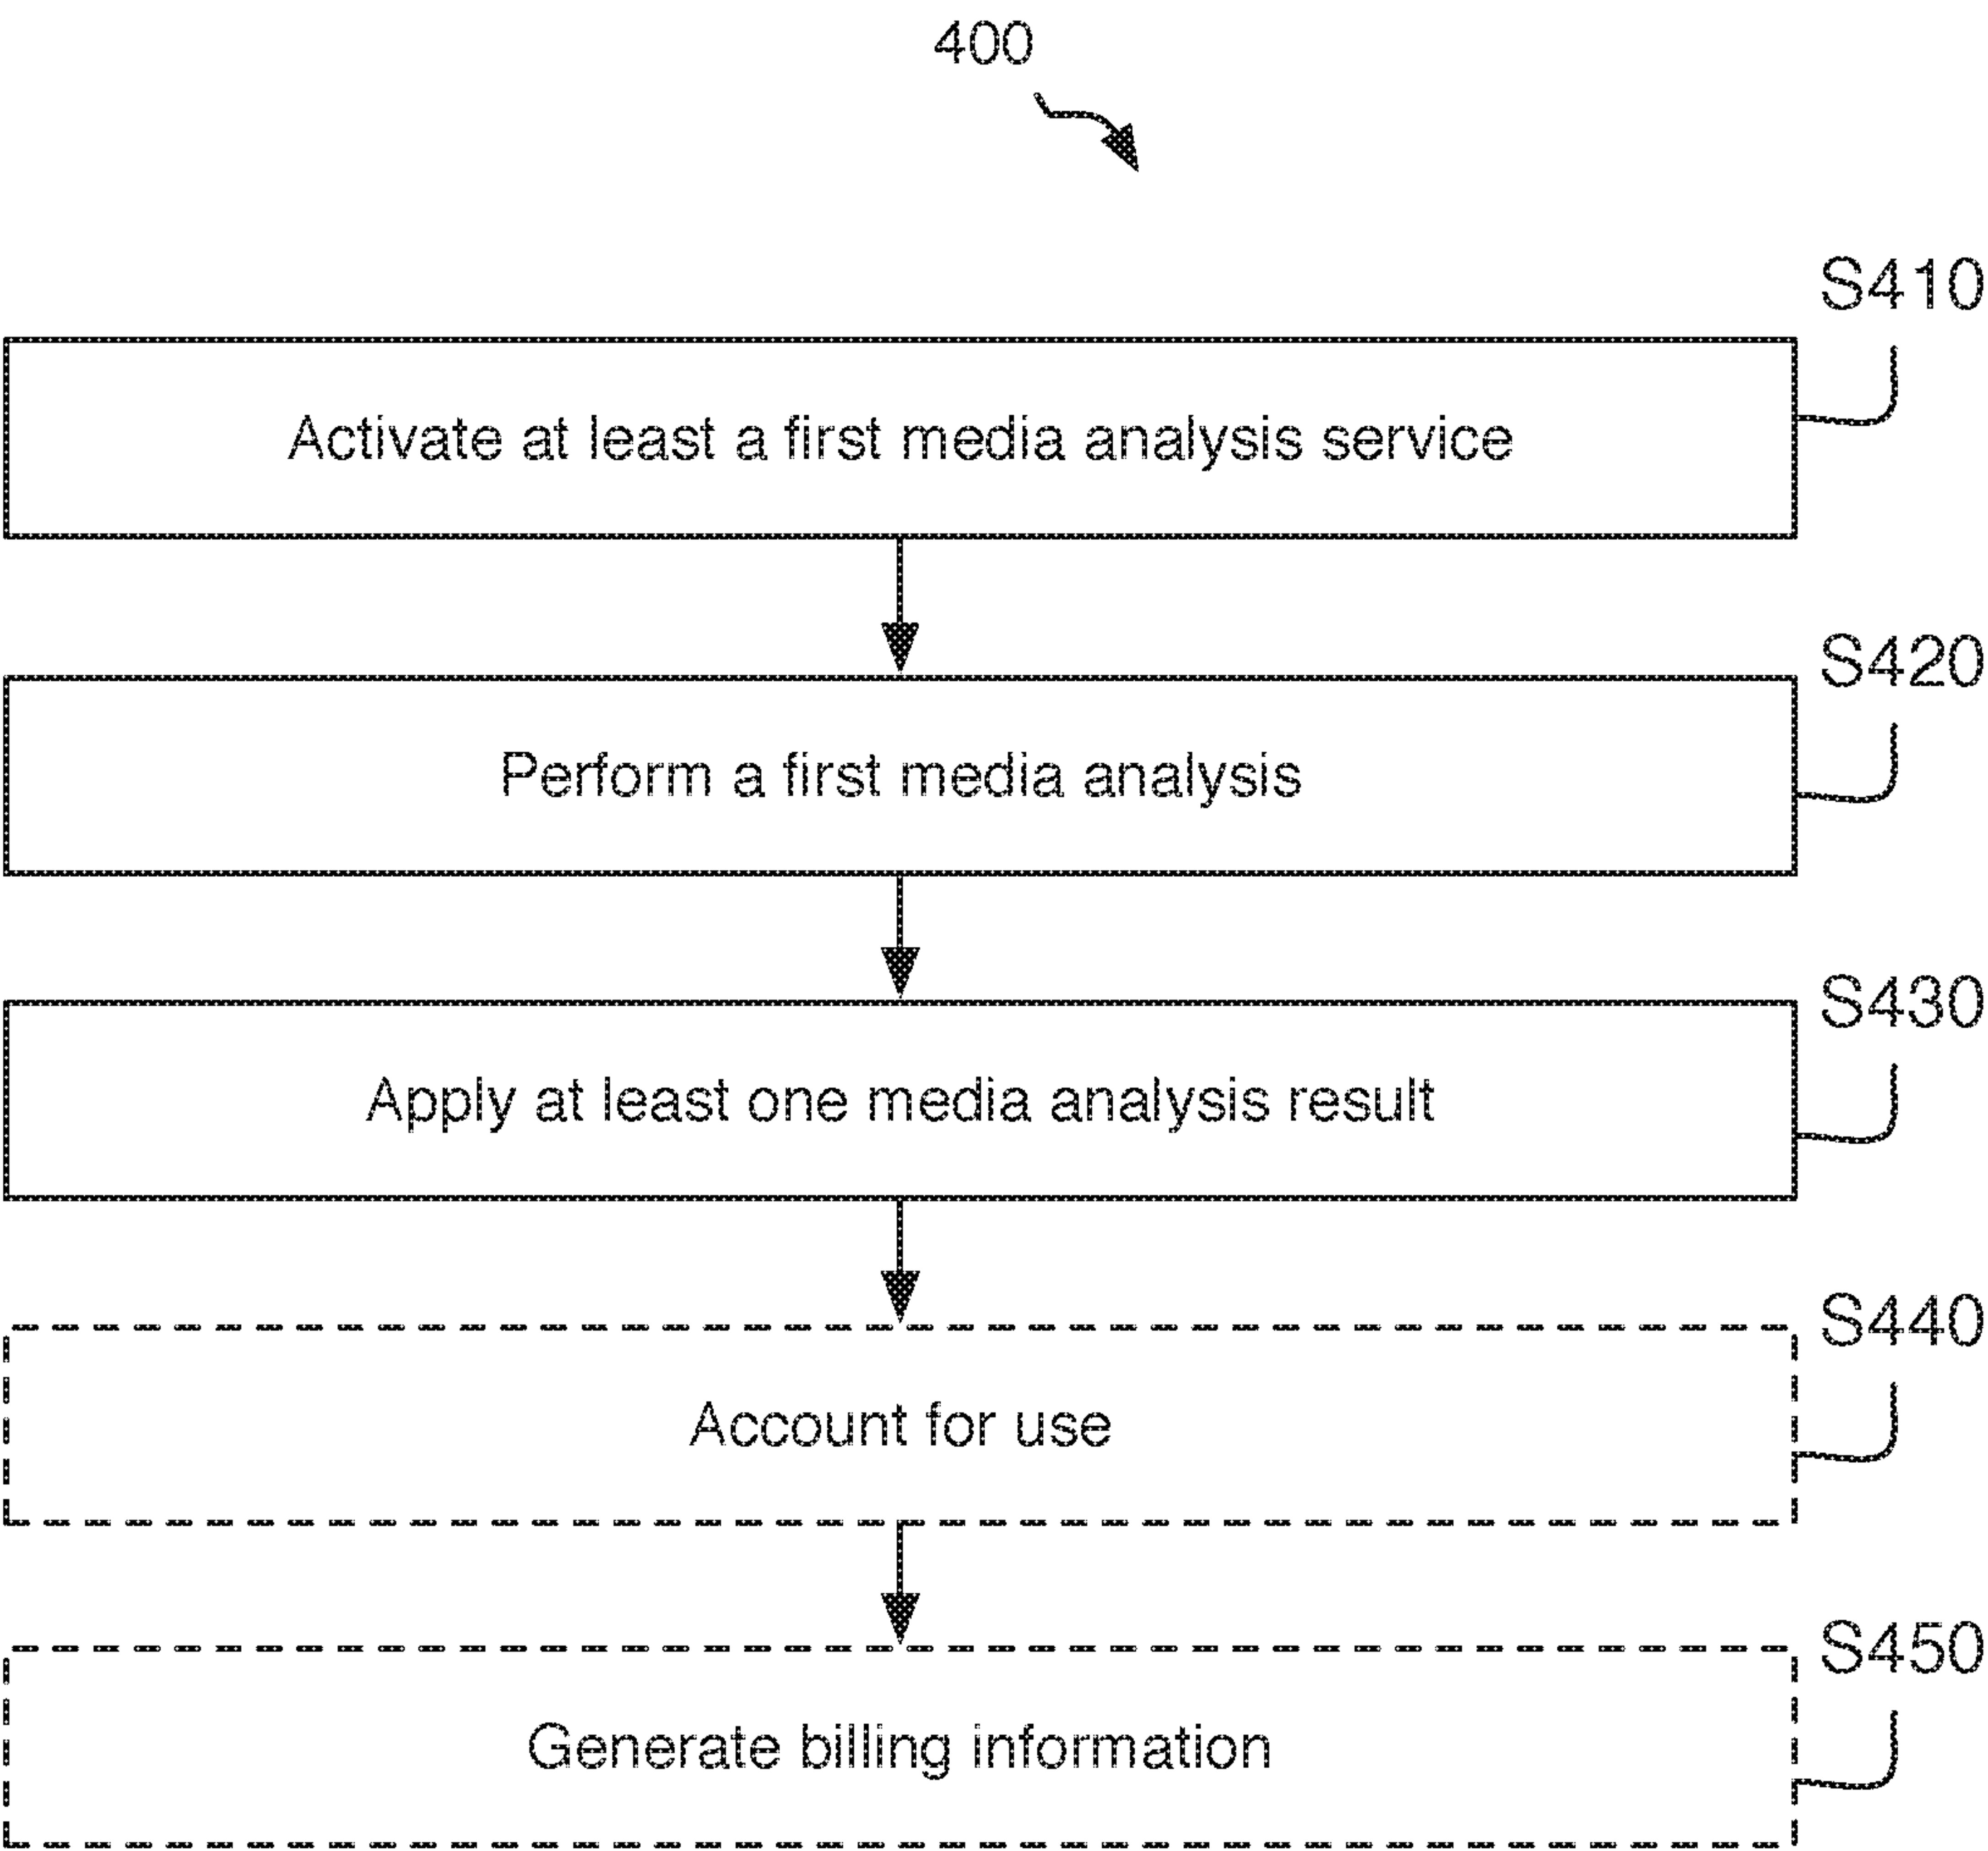 400
S410
Activate at least a first media analysis service
S420
Perform a first media analysis
S430
Apply at least one media analysis result
S440
Account for use
S450
Generate billing information